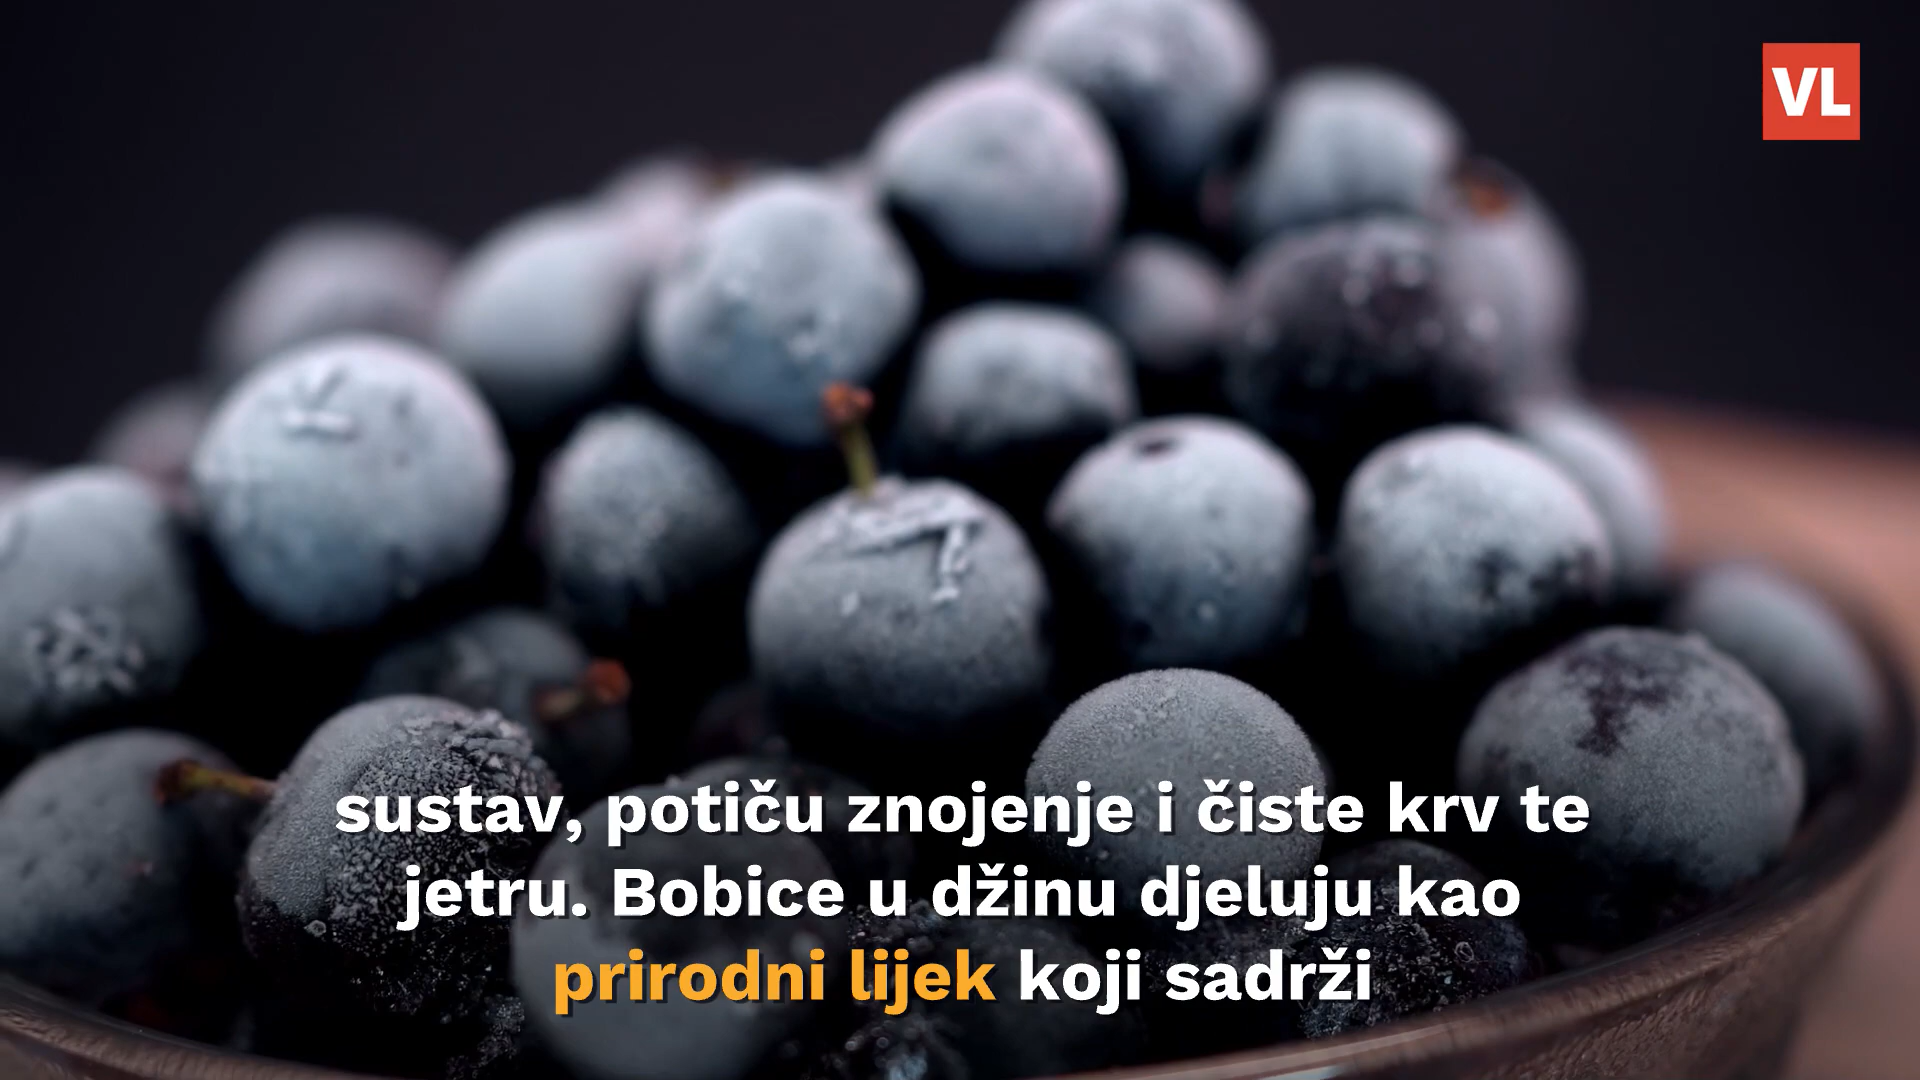 VL
sustav, potiču znojenje i čiste krv te
jetru. Bobice u džinu djeluju kao
prirodni lijek koji sadrži